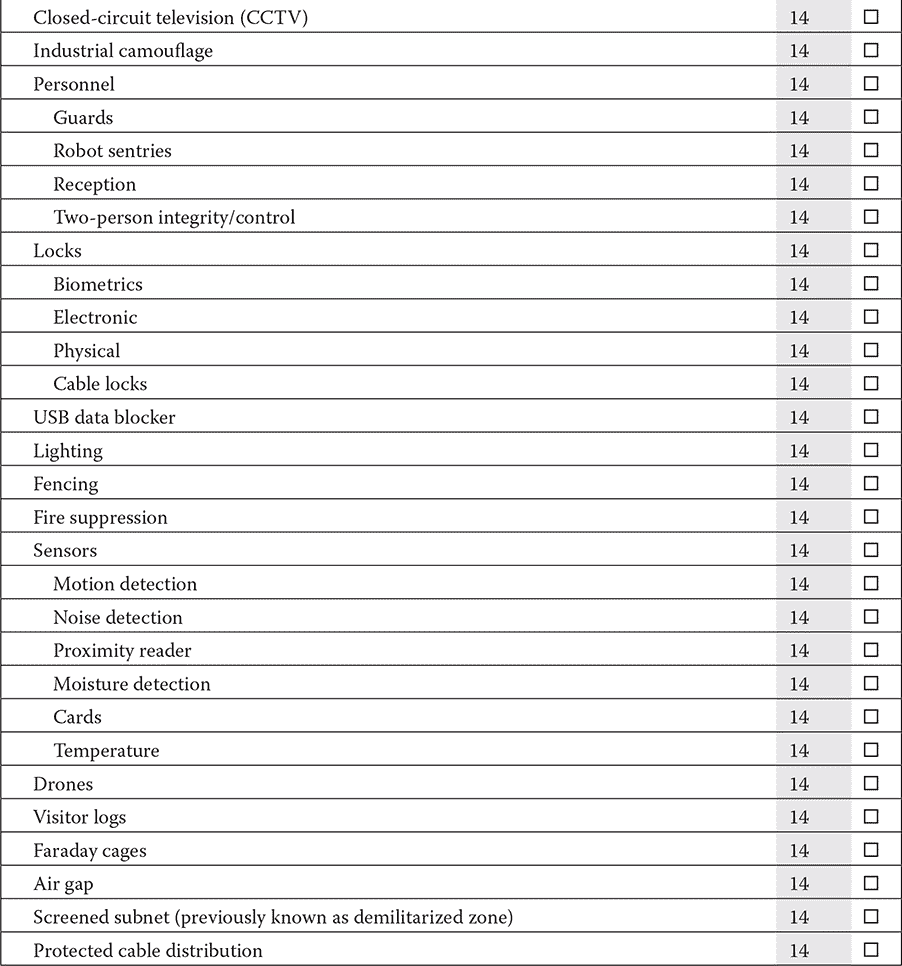 Closed-circuit television (CCTV) 14 ☐
Industrial camouflage 14 ☐
Personnel 14 ☐
Guards 14 ☐
Robot sentries 14 ☐
Reception 14 ☐
Two-person integrity/control 14 ☐
Locks 14 ☐
Biometrics 14 ☐
Electronic 14 ☐
Physical 14 ☐
Cable locks 14 ☐
USB data blocker 14 ☐
Lighting 14 ☐
Fencing 14 ☐
Fire suppression 14 ☐
Sensors 14 ☐
Motion detection 14 ☐
Noise detection 14 ☐
Proximity reader 14 ☐
Moisture detection 14 ☐
Cards 14 ☐
Temperature 14 ☐
Drones 14 ☐
Visitor logs 14 ☐
Faraday cages 14 ☐
Air gap 14 ☐
Screened subnet (previously known as demilitarized zone) 14 ☐
Protected cable distribution 14 ☐